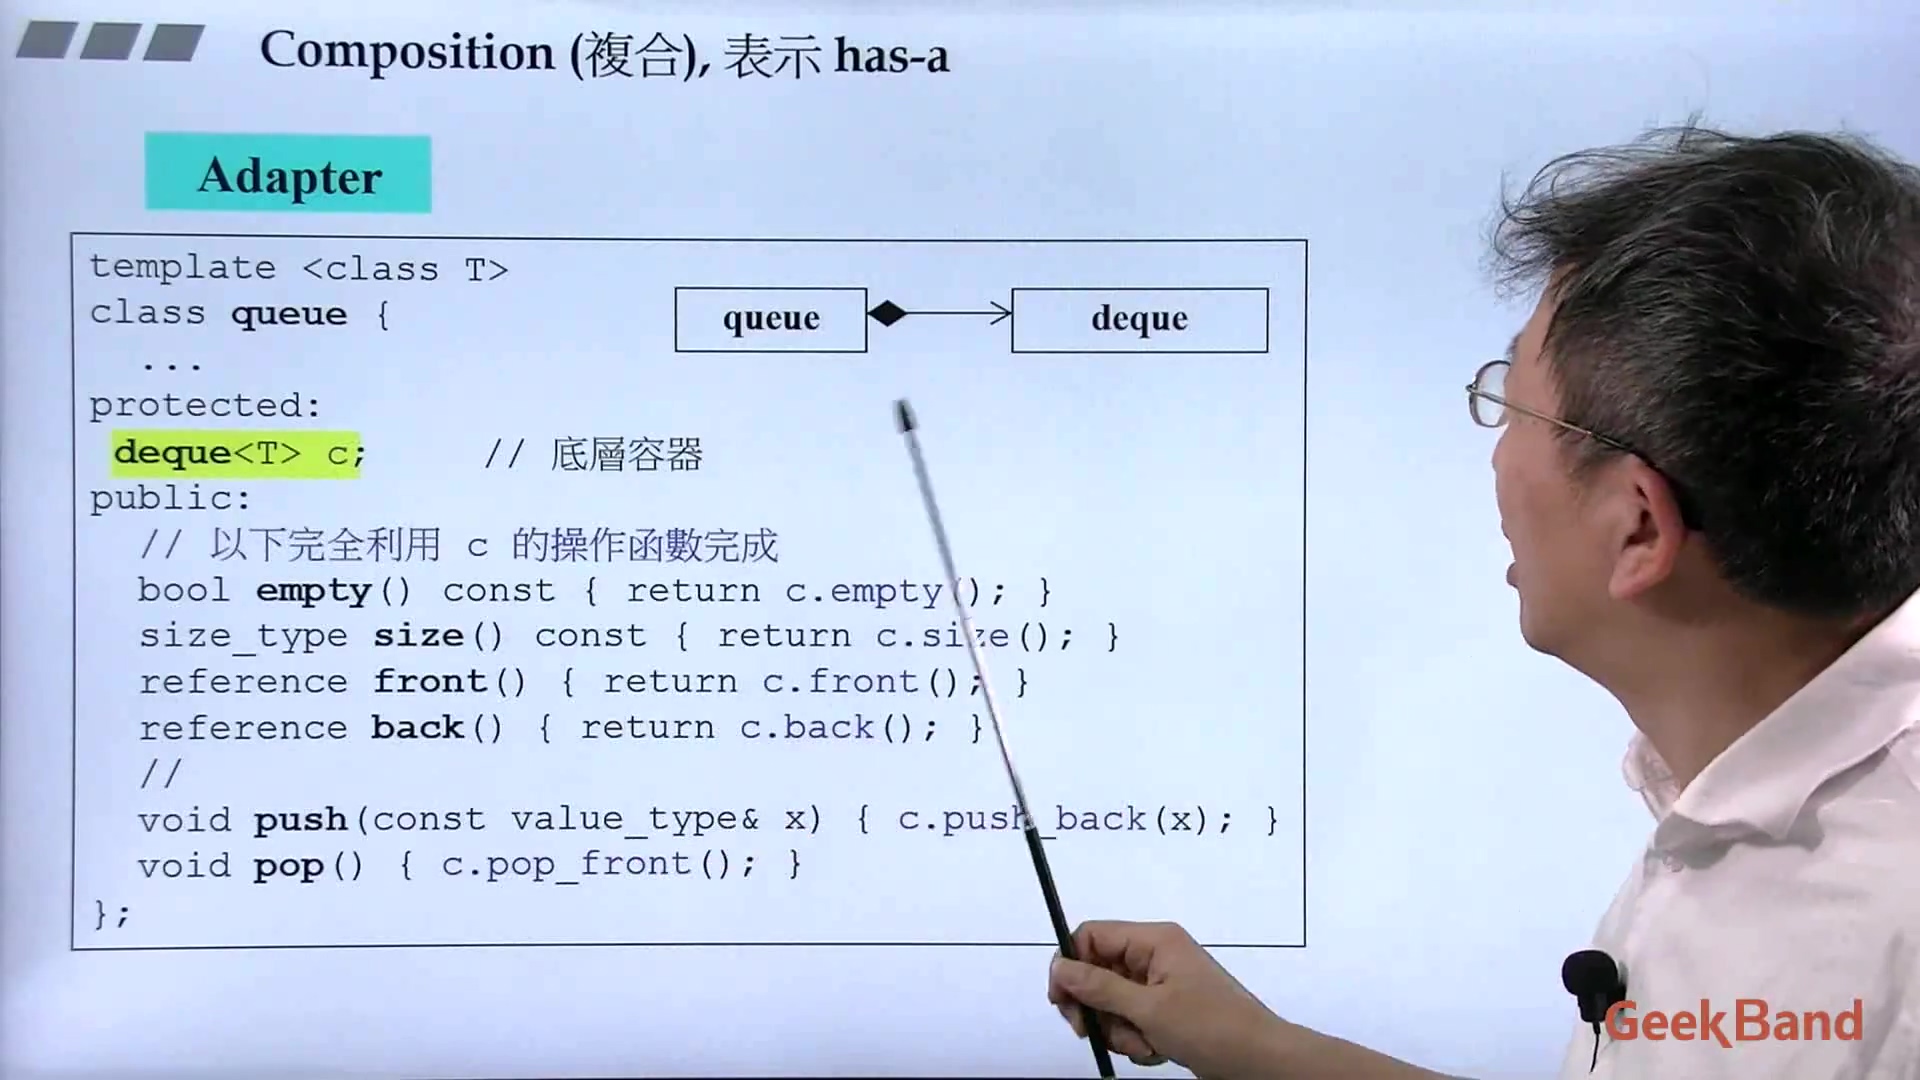 Composition (複合), 表示 has-a
Adapter
template <class T>
class queue {
...
protected:
deque<T> c; // 底層容器
public:
// 以下完全利用 c 的操作函數完成
bool empty() const { return c.empty(); }
size_type size() const { return c.size(); }
reference front() { return c.front(); }
reference back() { return c.back(); }
//
void push(const value_type& x) { c.push_back(x); }
void pop() { c.pop_front(); }
};
queue
deque
GeekBand